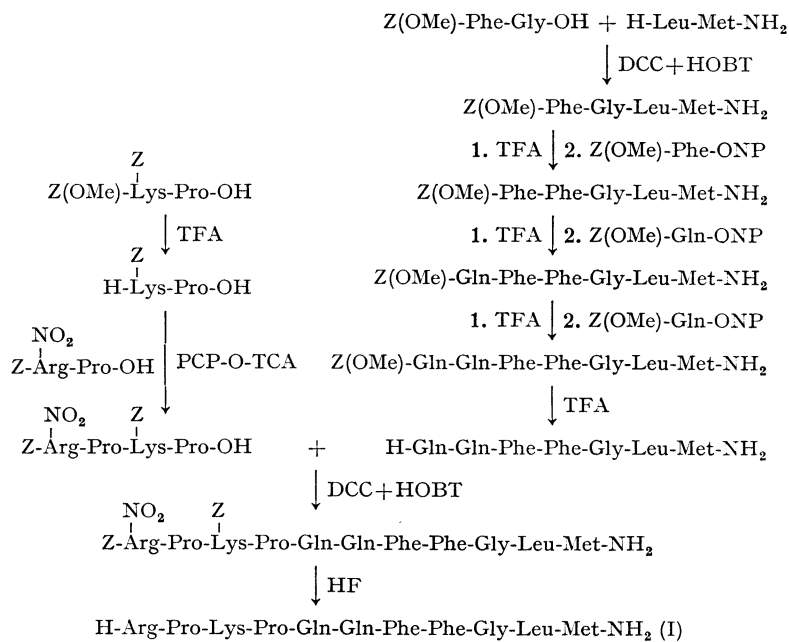 Z(OMe)-Phe-Gly-OH + H-Leu-Met-NH₂
DCC+HOBT
Z(OMe)-Phe-Gly-Leu-Met-NH₂
1. TFA 2. Z(OMe)-Phe-ONP
Z
Z(OMe)-Lys-Pro-OH
Z(OMe)-Phe-Phe-Gly-Leu-Met-NH₂
TFA
1. TFA 2. Z(OMe)-Gln-ONP
Z
H-Lys-Pro-OH
Z(OMe)-Gln-Phe-Phe-Gly-Leu-Met-NH₂
1. TFA 2. Z(OMe)-Gln-ONP
NO₂
Z-Arg-Pro-OH
PCP-O-TCA
Z(OMe)-Gln-Gln-Phe-Phe-Gly-Leu-Met-NH₂
TFA
NO₂ Z
Z-Arg-Pro-Lys-Pro-OH + H-Gln-Gln-Phe-Phe-Gly-Leu-Met-NH₂
DCC+HOBT
NO₂ Z
Z-Arg-Pro-Lys-Pro-Gln-Gln-Phe-Phe-Gly-Leu-Met-NH₂
HF
H-Arg-Pro-Lys-Pro-Gln-Gln-Phe-Phe-Gly-Leu-Met-NH₂ (I)